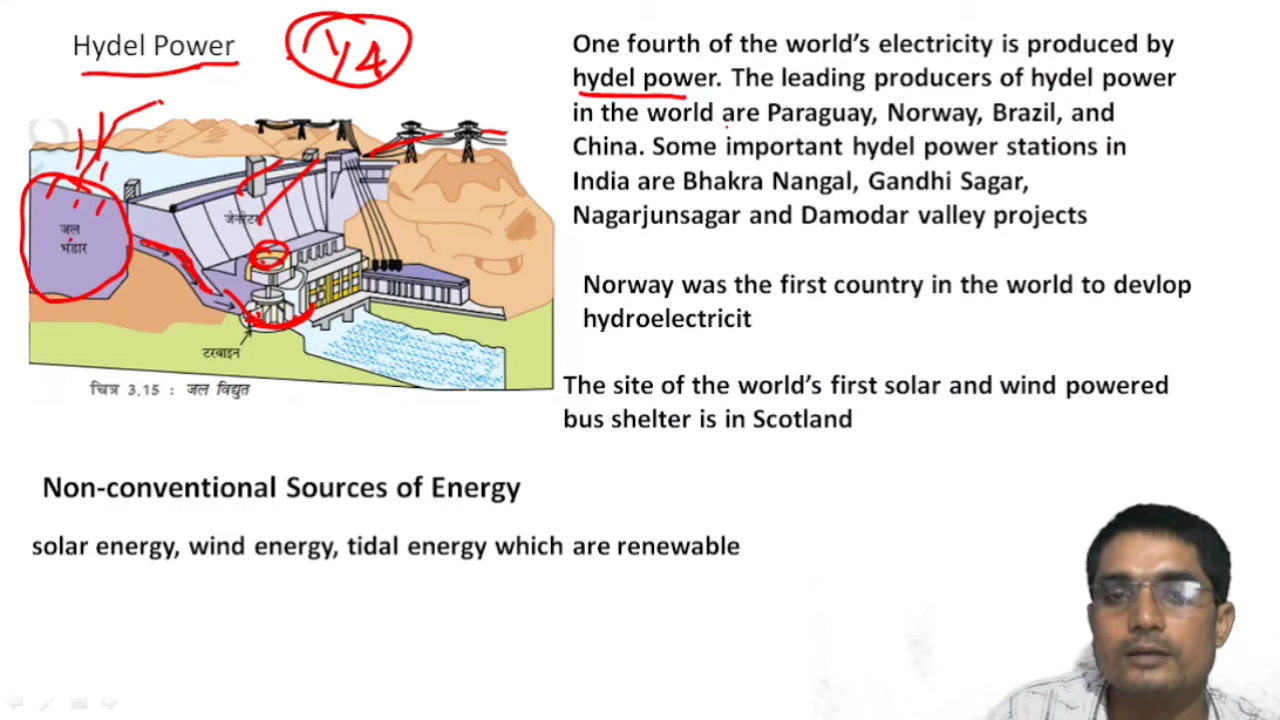 Hydel Power
1/4
One fourth of the world's electricity is produced by
hydel power. The leading producers of hydel power
in the world are Paraguay, Norway, Brazil, and
China. Some important hydel power stations in
India are Bhakra Nangal, Gandhi Sagar,
Nagarjunsagar and Damodar valley projects
जल
भंडार
जेनरेटर
टरबाइन
चित्र 3.15 : जल विद्युत
Norway was the first country in the world to devlop
hydroelectricit
The site of the world's first solar and wind powered
bus shelter is in Scotland
Non-conventional Sources of Energy
solar energy, wind energy, tidal energy which are renewable